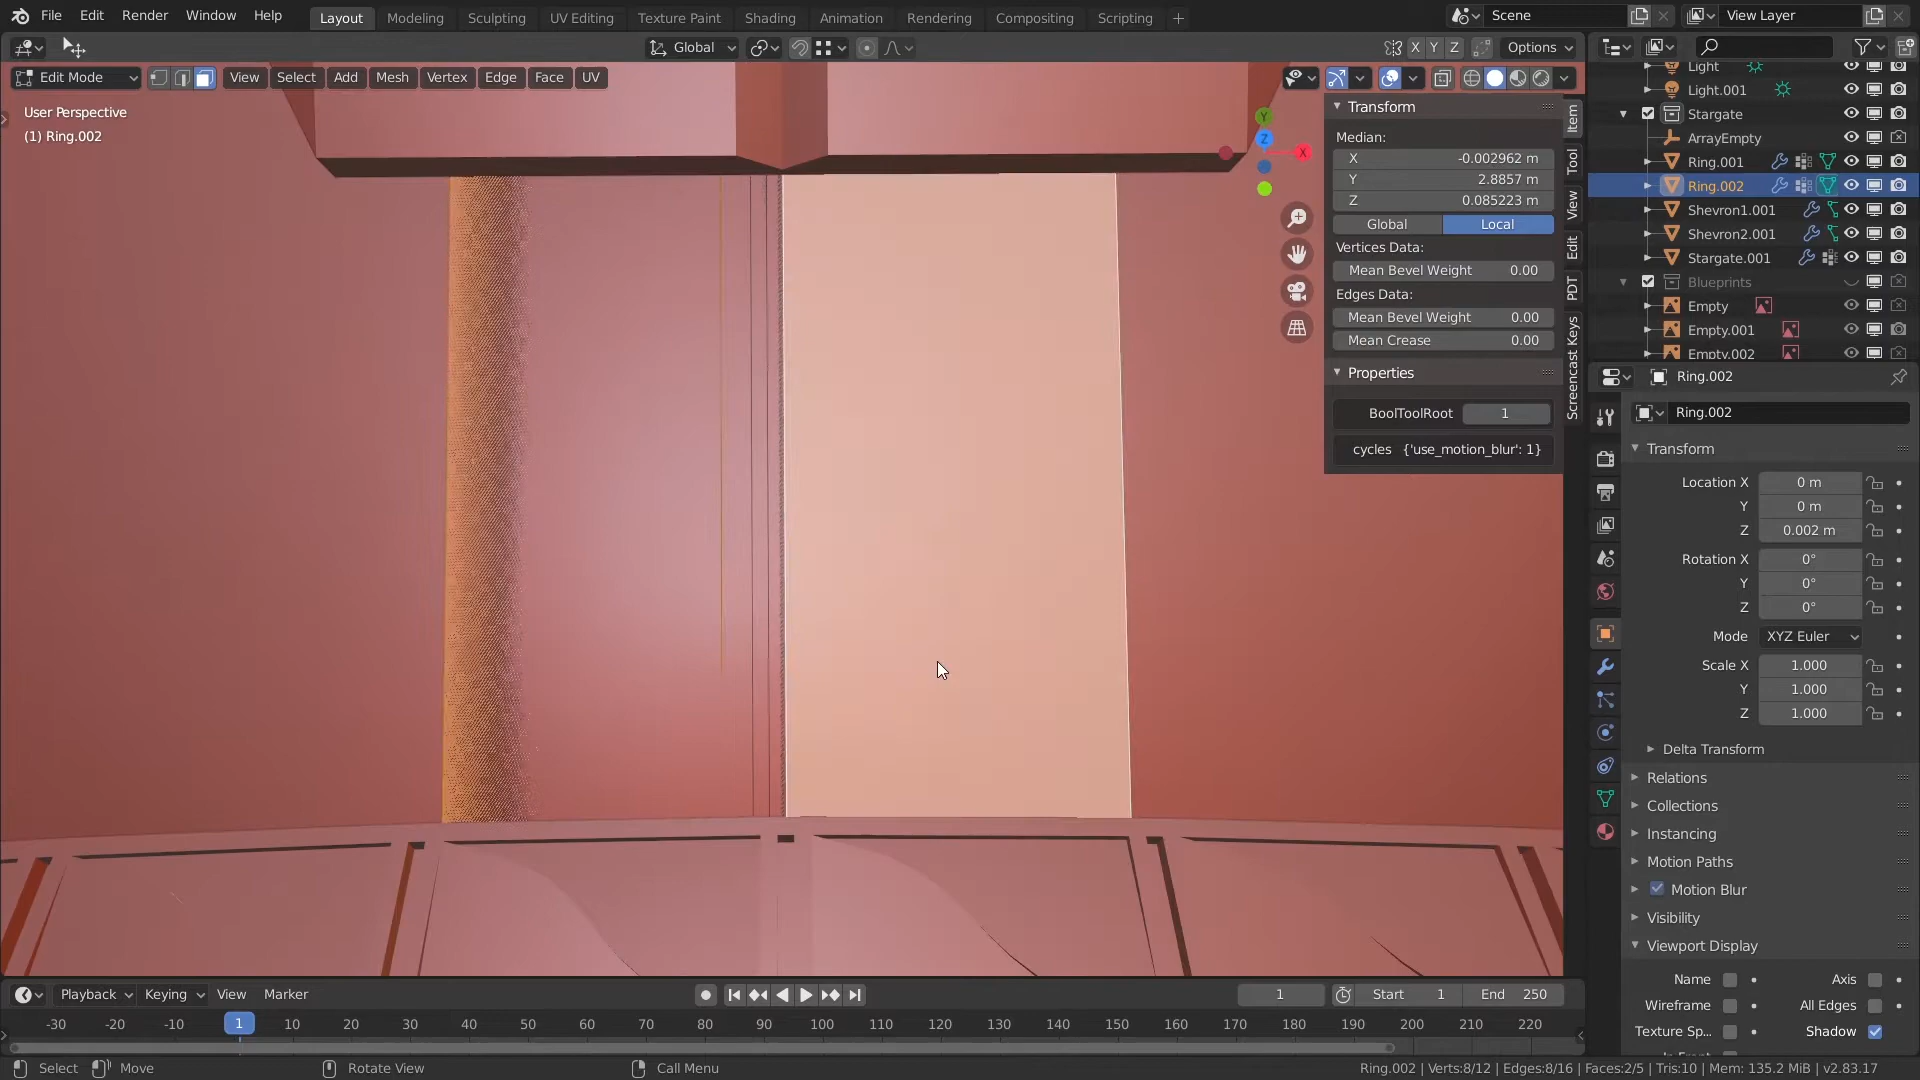 File Edit Render Window Help Layout Modeling Sculpting UV Editing Texture Paint Shading Animation Rendering Compositing Scripting + Scene View Layer
Global X Y Z Options
Edit Mode View Select Add Mesh Vertex Edge Face UV
User Perspective
(1) Ring.002
Y
Z
X
Transform
Median:
X -0.002962 m
Y 2.8857 m
Z 0.085223 m
Global Local
Vertices Data:
Mean Bevel Weight 0.00
Edges Data:
Mean Bevel Weight 0.00
Mean Crease 0.00
Properties
BoolToolRoot 1
cycles {'use_motion_blur': 1}
Item
Tool
View
Edit
PDT
Screencast Keys
Light
Light.001
Stargate
ArrayEmpty
Ring.001
Ring.002
Shevron1.001
Shevron2.001
Stargate.001
Blueprints
Empty
Empty.001
Empty.002
Ring.002
Ring.002
Transform
Location X 0 m
Y 0 m
Z 0.002 m
Rotation X 0°
Y 0°
Z 0°
Mode XYZ Euler
Scale X 1.000
Y 1.000
Z 1.000
Delta Transform
Relations
Collections
Instancing
Motion Paths
Motion Blur
Visibility
Viewport Display
Name Axis
Wireframe All Edges
Texture Sp... Shadow
Playback Keying View Marker 1 Start 1 End 250
-30 -20 -10 1 10 20 30 40 50 60 70 80 90 100 110 120 130 140 150 160 170 180 190 200 210 220
Select Move Rotate View Call Menu Ring.002 | Verts:8/12 | Edges:8/16 | Faces:2/5 | Tris:10 | Mem: 135.2 MiB | v2.83.17